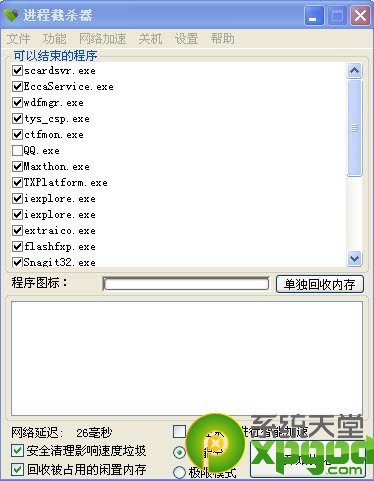 进程截杀器
文件 功能 网络加速 关机 设置 帮助
可以结束的程序
scardsvr.exe
EccaService.exe
wdfmgr.exe
tys_csp.exe
ctfmon.exe
QQ.exe
Maxthon.exe
TXPlatform.exe
iexplore.exe
iexplore.exe
extraico.exe
flashfxp.exe
Snagit32.exe
程序图标:
单独回收内存
网络延迟: 26毫秒
安全清理影响速度垃圾
回收被占用的闲置内存
极限模式
系统天堂
xpgod
.com